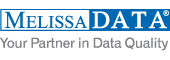 MELISSA DATA®
Your Partner in Data Quality